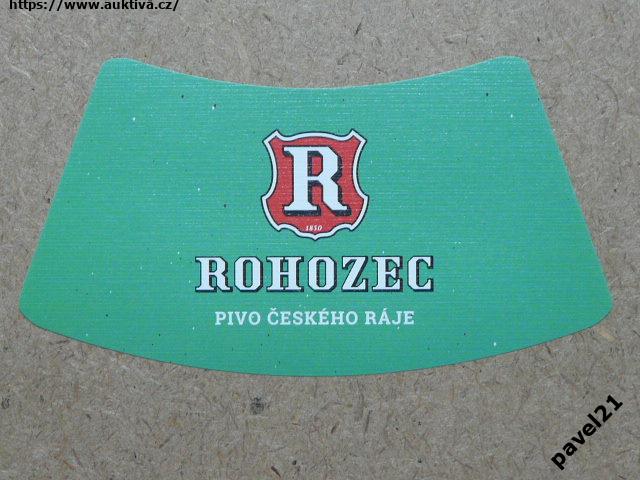 https://www.auktiva.cz/
R
1850
ROHOZEC
PIVO ČESKÉHO RÁJE
pavel21